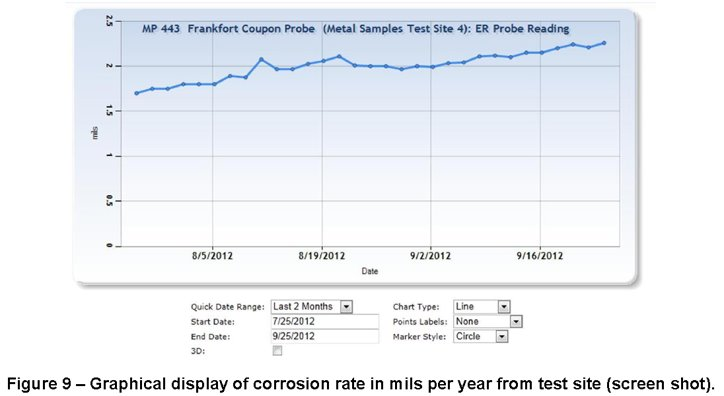 MP 443 Frankfort Coupon Probe (Metal Samples Test Site 4): ER Probe Reading
2.5
2
1.5
1
0.5
0
mils
8/5/2012 8/19/2012 9/2/2012 9/16/2012
Date
Quick Date Range: Last 2 Months Chart Type: Line
Start Date: 7/25/2012 Points Labels: None
End Date: 9/25/2012 Marker Style: Circle
3D:
Figure 9 – Graphical display of corrosion rate in mils per year from test site (screen shot).